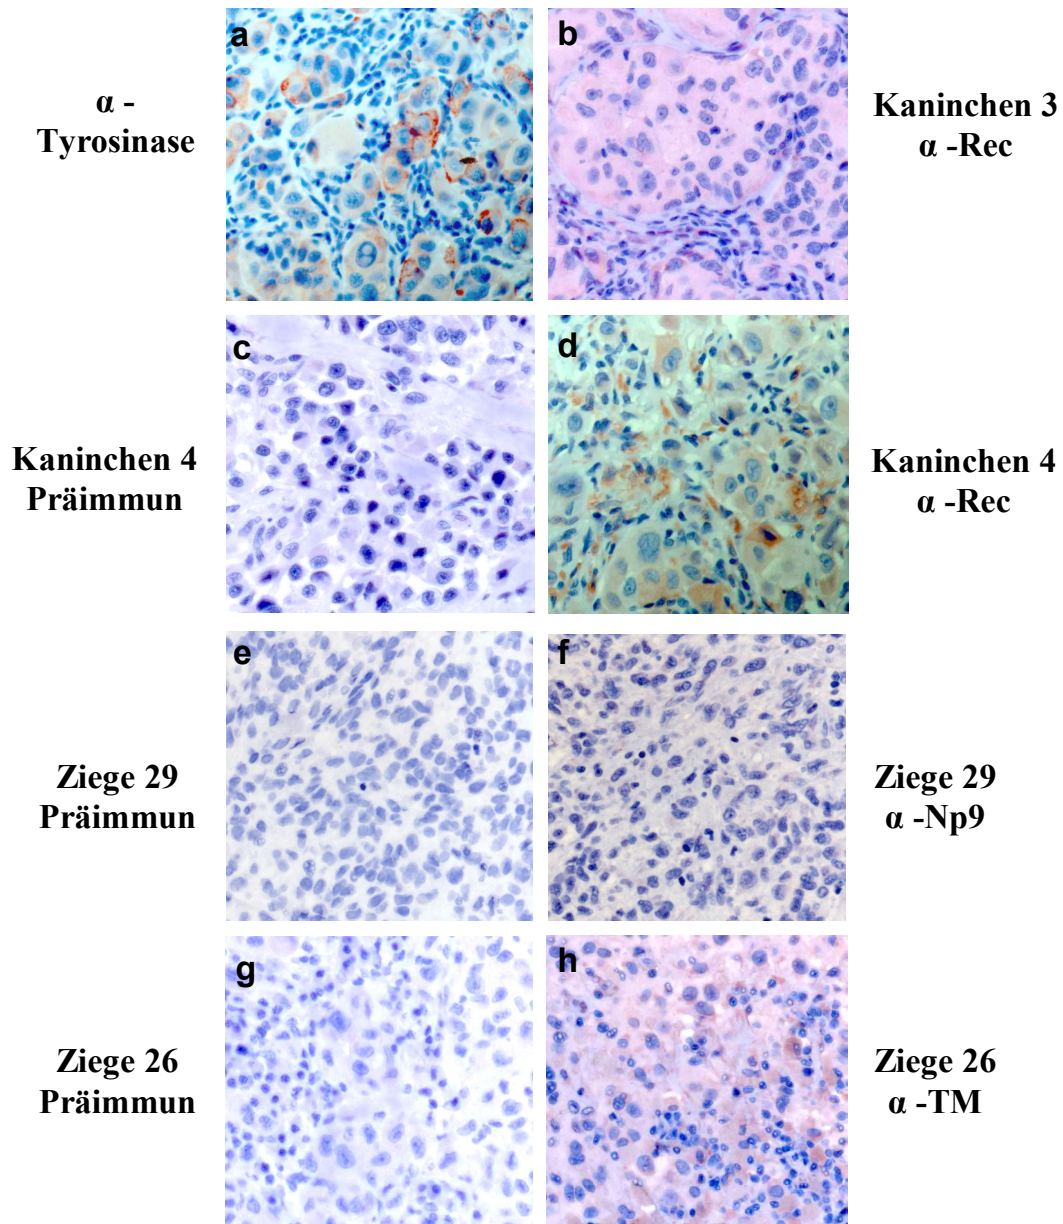 a
α -
Tyrosinase
b
Kaninchen 3
α -Rec
c
Kaninchen 4
Präimmun
d
Kaninchen 4
α -Rec
e
Ziege 29
Präimmun
f
Ziege 29
α -Np9
g
Ziege 26
Präimmun
h
Ziege 26
α -TM